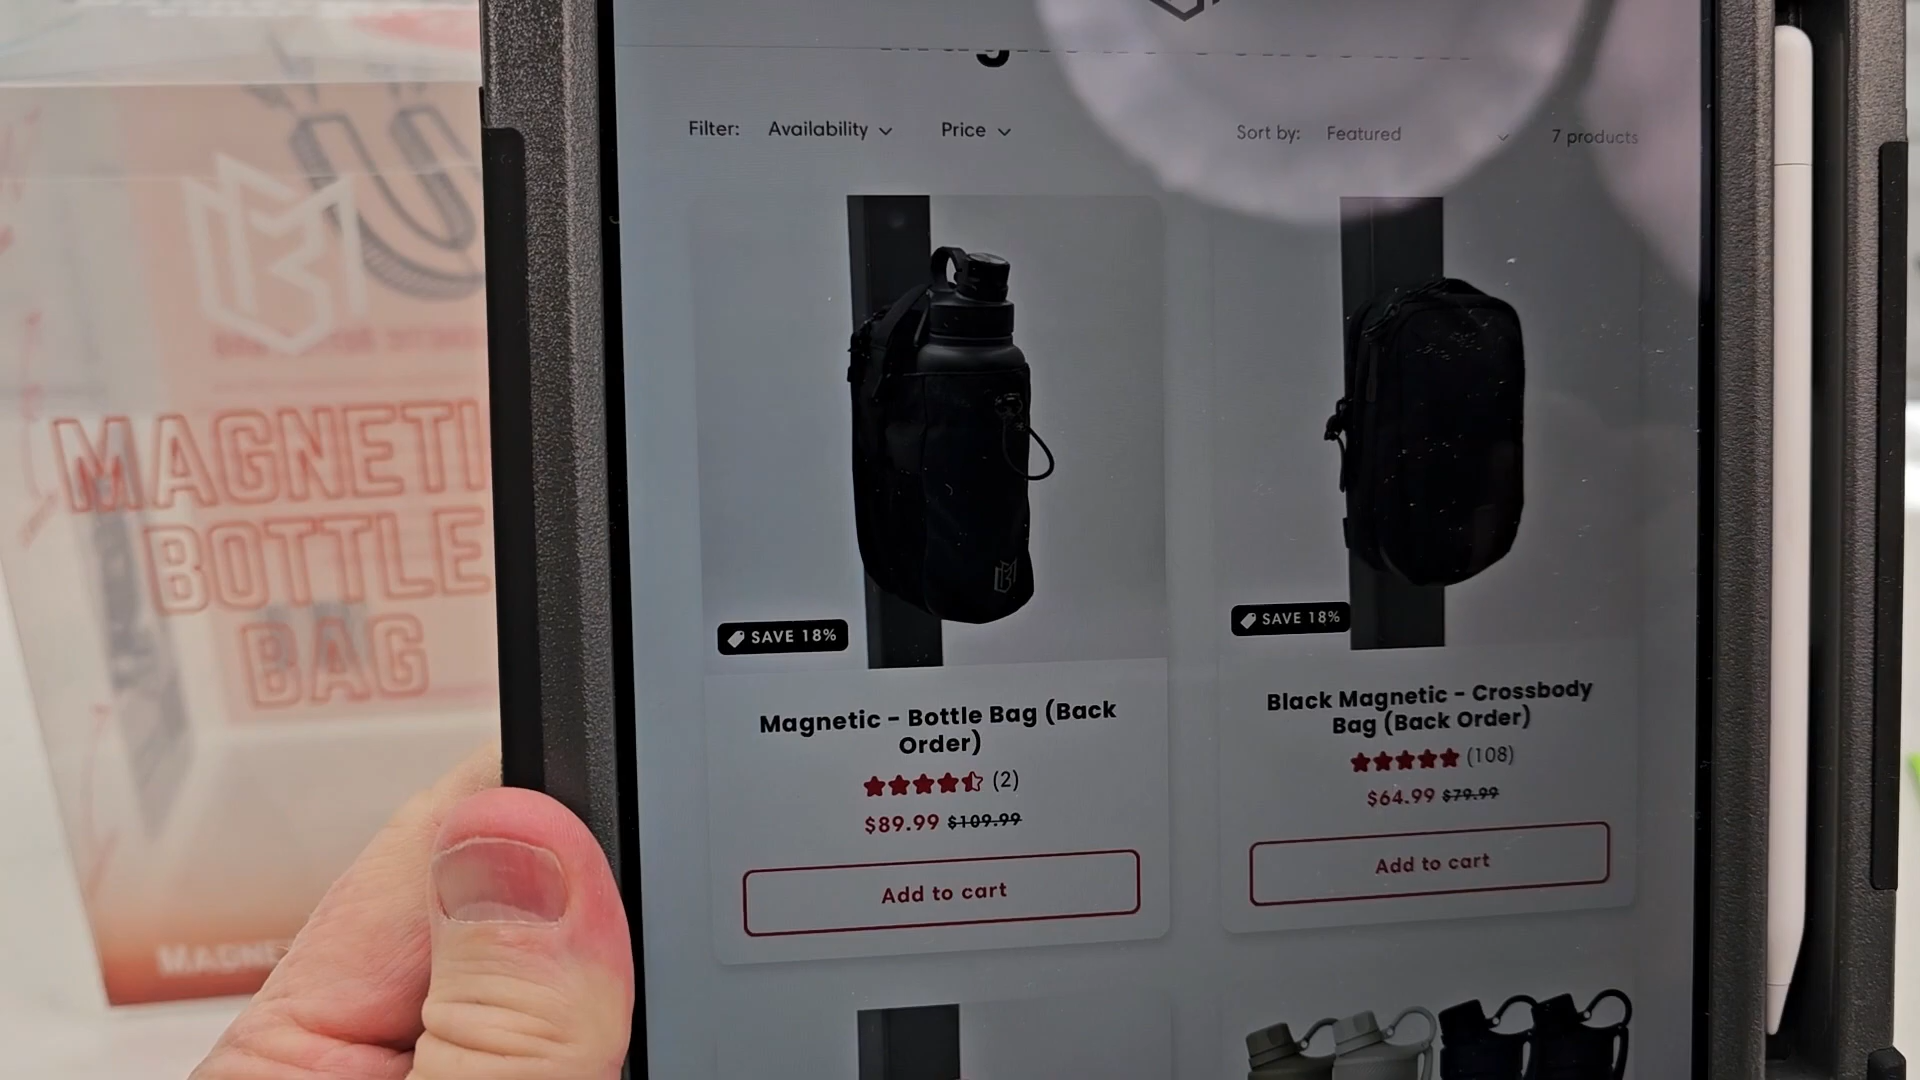 Filter: Availability Price Sort by: Featured 7 products
MAGNETI
BOTTLE
BAG
SAVE 18%
SAVE 18%
Magnetic - Bottle Bag (Back
Order)
(2)
$89.99 $109.99
Add to cart
Black Magnetic - Crossbody
Bag (Back Order)
(108)
$64.99 $79.99
Add to cart